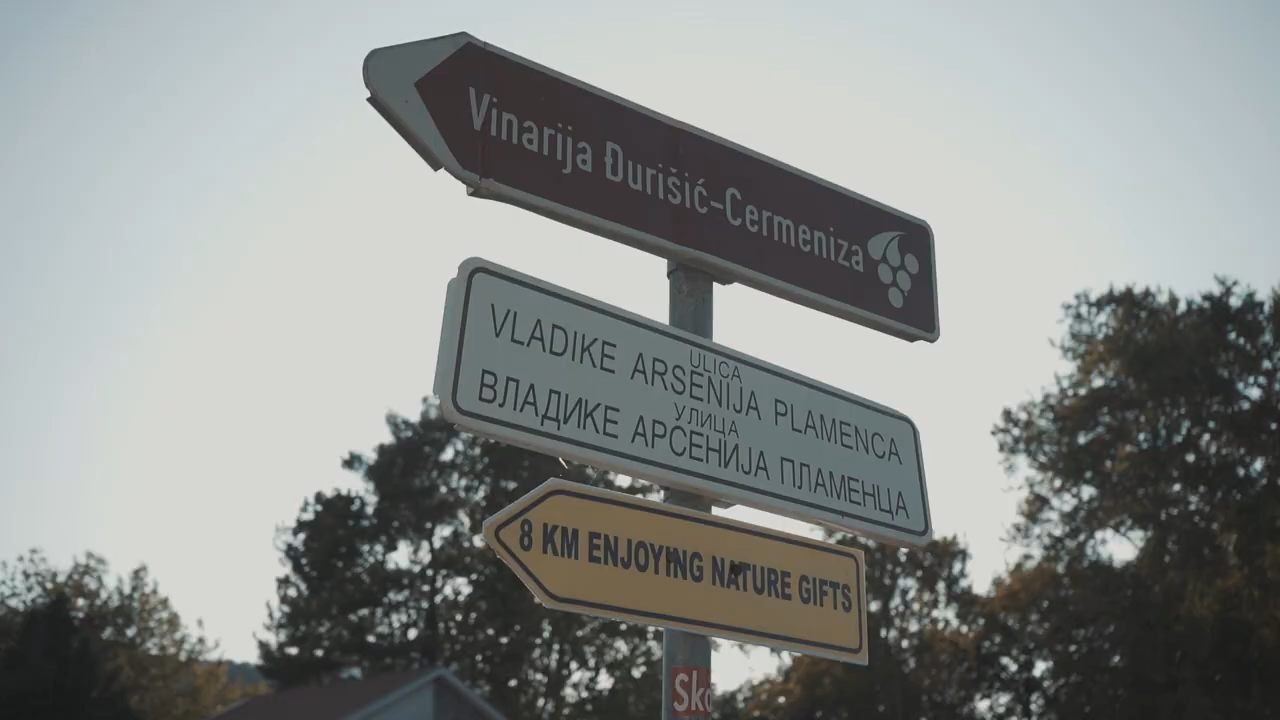 Vinarija Đurišić-Cermeniza
ULICA
VLADIKE ARSENIJA PLAMENCA
УЛИЦА
ВЛАДИКЕ АРСЕНИЈА ПЛАМЕНЦА
8 KM ENJOYING NATURE GIFTS